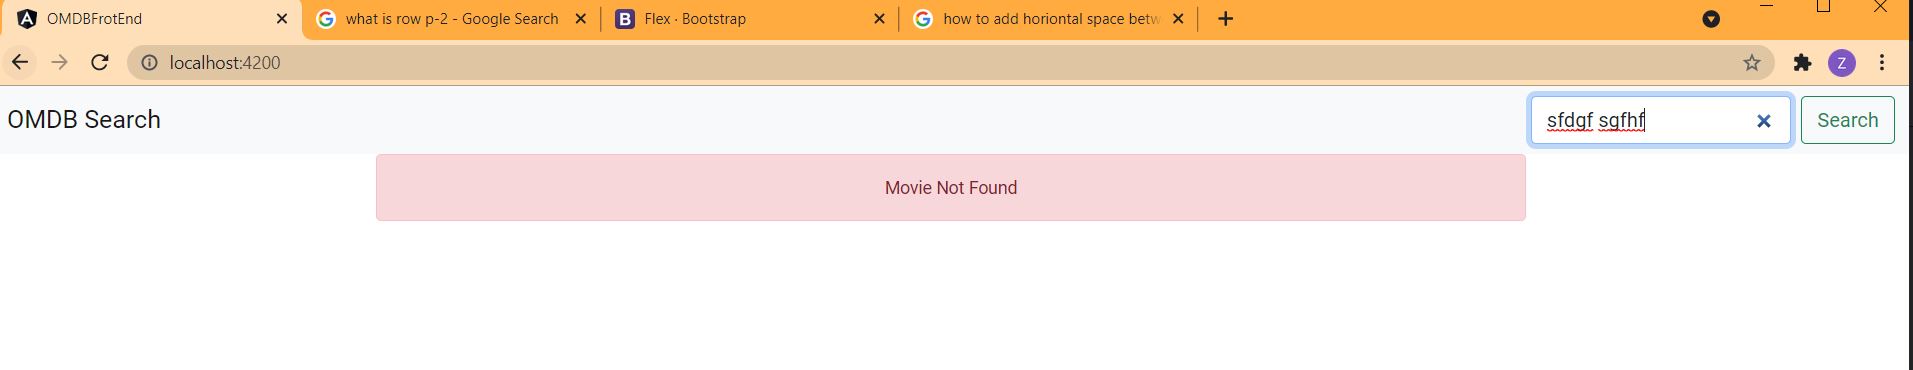 OMDBFrotEnd
what is row p-2 - Google Search
B Flex · Bootstrap
how to add horiontal space betw
localhost:4200
Z
OMDB Search
sfdgf sgfhf
Search
Movie Not Found